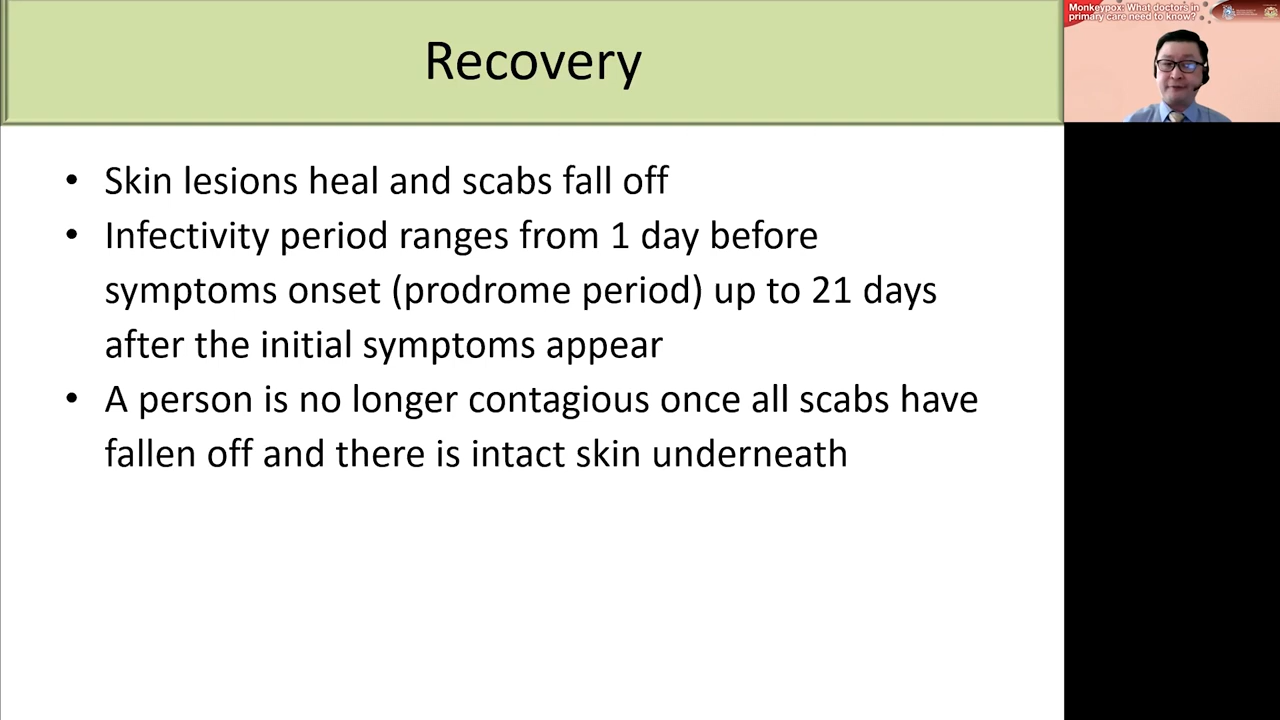 Recovery
• Skin lesions heal and scabs fall off
• Infectivity period ranges from 1 day before
symptoms onset (prodrome period) up to 21 days
after the initial symptoms appear
• A person is no longer contagious once all scabs have
fallen off and there is intact skin underneath
Monkeypox: What doctors in
primary care need to know?